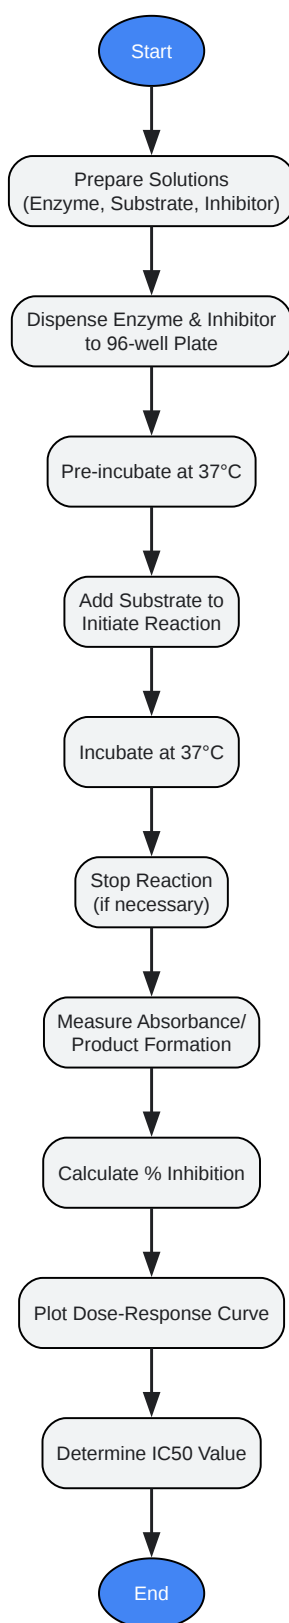 Start
Prepare Solutions
(Enzyme, Substrate, Inhibitor)
Dispense Enzyme & Inhibitor
to 96-well Plate
Pre-incubate at 37°C
Add Substrate to
Initiate Reaction
Incubate at 37°C
Stop Reaction
(if necessary)
Measure Absorbance/
Product Formation
Calculate % Inhibition
Plot Dose-Response Curve
Determine IC50 Value
End